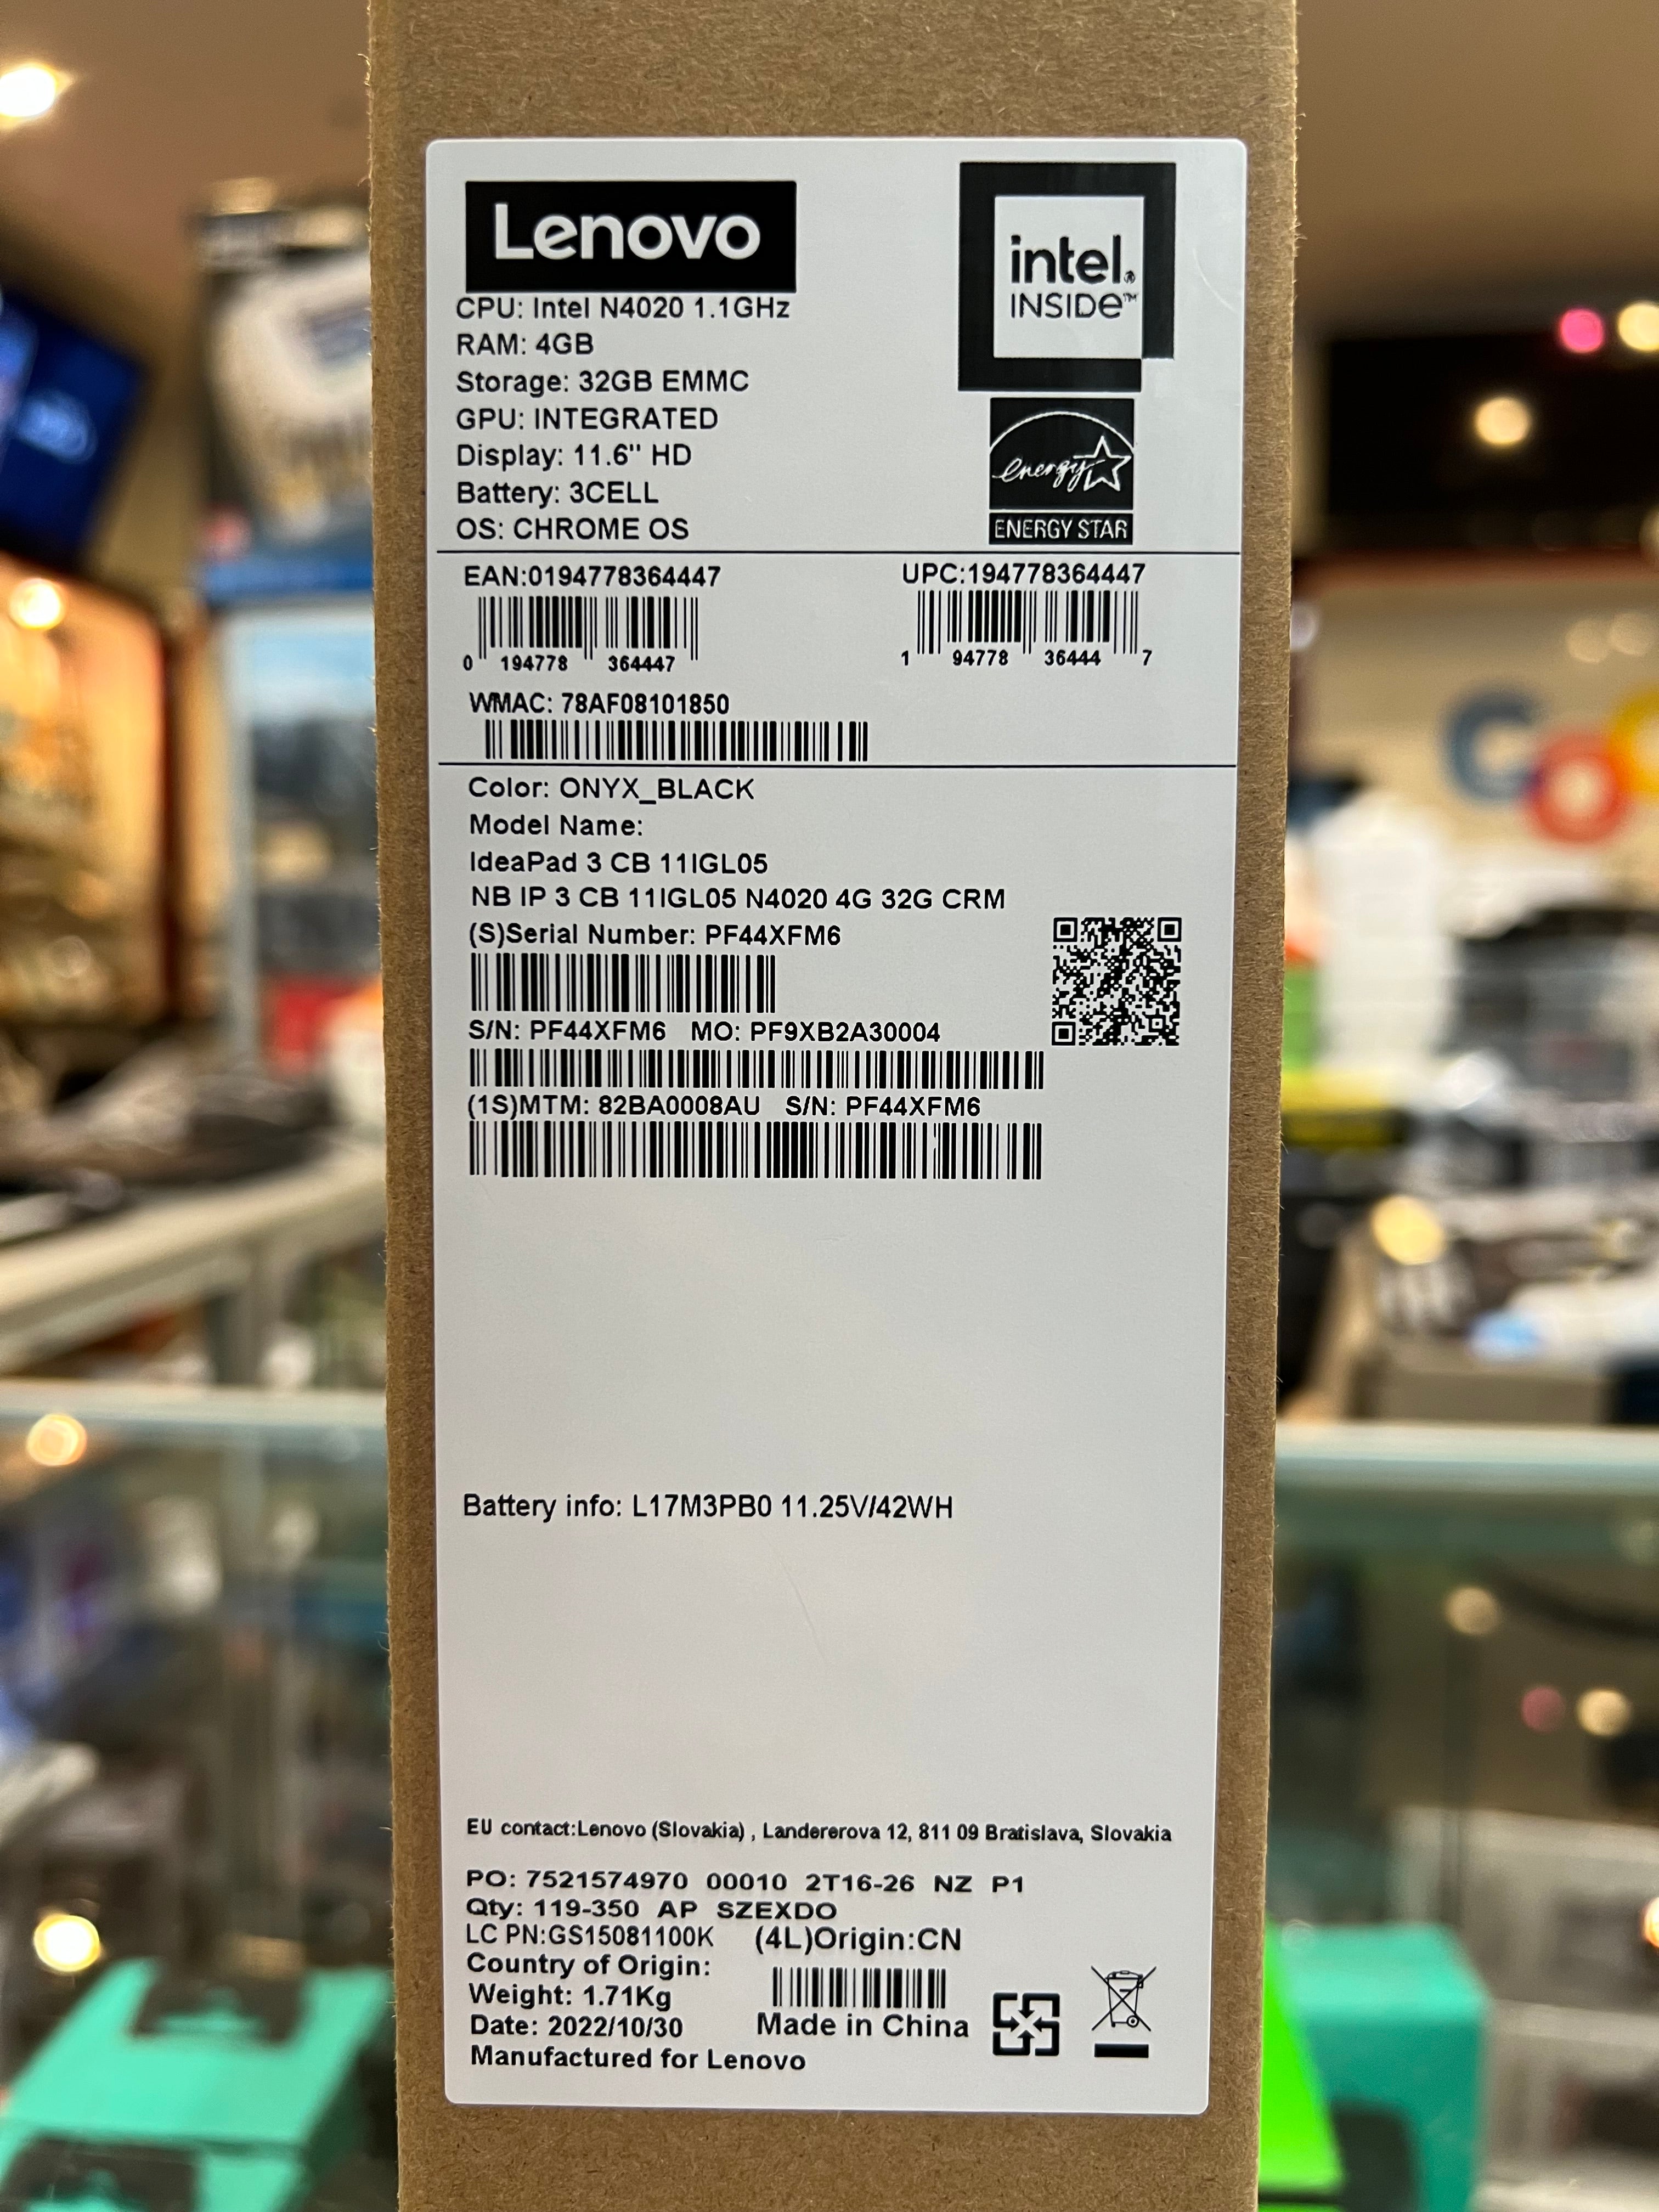 Lenovo
intel.
INSIDE™
CPU: Intel N4020 1.1GHz
RAM: 4GB
Storage: 32GB EMMC
GPU: INTEGRATED
Display: 11.6" HD
Battery: 3CELL
OS: CHROME OS
energy
ENERGY STAR
EAN:0194778364447
UPC:194778364447
0 194778 364447
1 94778 36444 7
WMAC: 78AF08101850
Color: ONYX_BLACK
Model Name:
IdeaPad 3 CB 11IGL05
NB IP 3 CB 11IGL05 N4020 4G 32G CRM
(S)Serial Number: PF44XFM6
S/N: PF44XFM6 MO: PF9XB2A30004
(1S)MTM: 82BA0008AU S/N: PF44XFM6
Battery info: L17M3PB0 11.25V/42WH
EU contact:Lenovo (Slovakia) , Landererova 12, 811 09 Bratislava, Slovakia
PO: 7521574970 00010 2T16-26 NZ P1
Qty: 119-350 AP SZEXDO
LC PN:GS15081100K (4L)Origin:CN
Country of Origin:
Weight: 1.71Kg
Date: 2022/10/30 Made in China
Manufactured for Lenovo